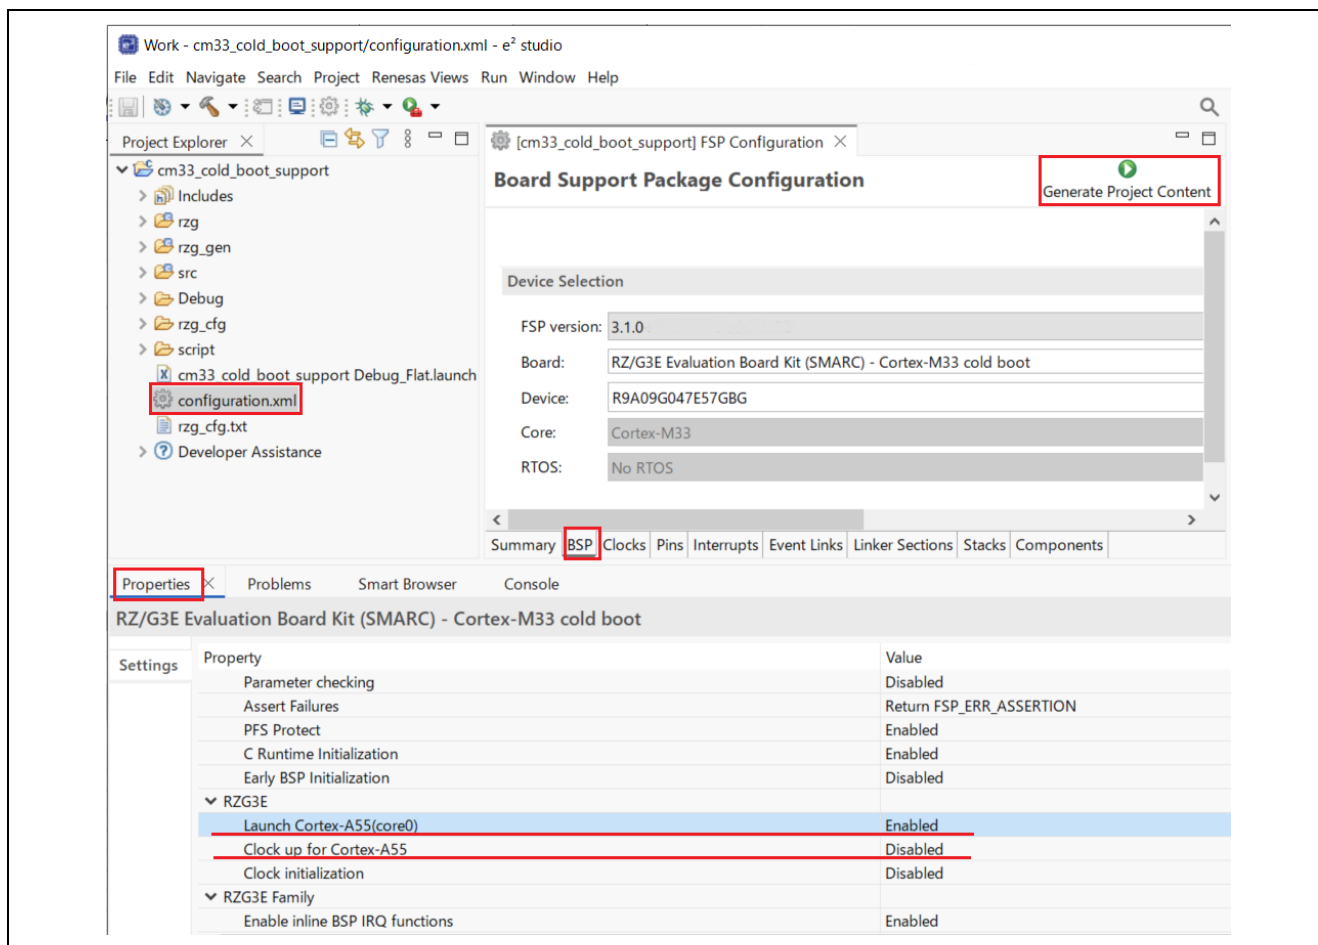 Work - cm33_cold_boot_support/configuration.xml - e² studio
File Edit Navigate Search Project Renesas Views Run Window Help
Project Explorer
cm33_cold_boot_support
Includes
rzg
rzg_gen
src
Debug
rzg_cfg
script
cm33_cold_boot_support Debug_Flat.launch
configuration.xml
rzg_cfg.txt
Developer Assistance
[cm33_cold_boot_support] FSP Configuration
Board Support Package Configuration
Generate Project Content
Device Selection
FSP version: 3.1.0
Board: RZ/G3E Evaluation Board Kit (SMARC) - Cortex-M33 cold boot
Device: R9A09G047E57GBG
Core: Cortex-M33
RTOS: No RTOS
Summary BSP Clocks Pins Interrupts Event Links Linker Sections Stacks Components
Properties Problems Smart Browser Console
RZ/G3E Evaluation Board Kit (SMARC) - Cortex-M33 cold boot
Settings
Property Value
Parameter checking Disabled
Assert Failures Return FSP_ERR_ASSERTION
PFS Protect Enabled
C Runtime Initialization Enabled
Early BSP Initialization Disabled
RZG3E
Launch Cortex-A55(core0) Enabled
Clock up for Cortex-A55 Disabled
Clock initialization Disabled
RZG3E Family
Enable inline BSP IRQ functions Enabled